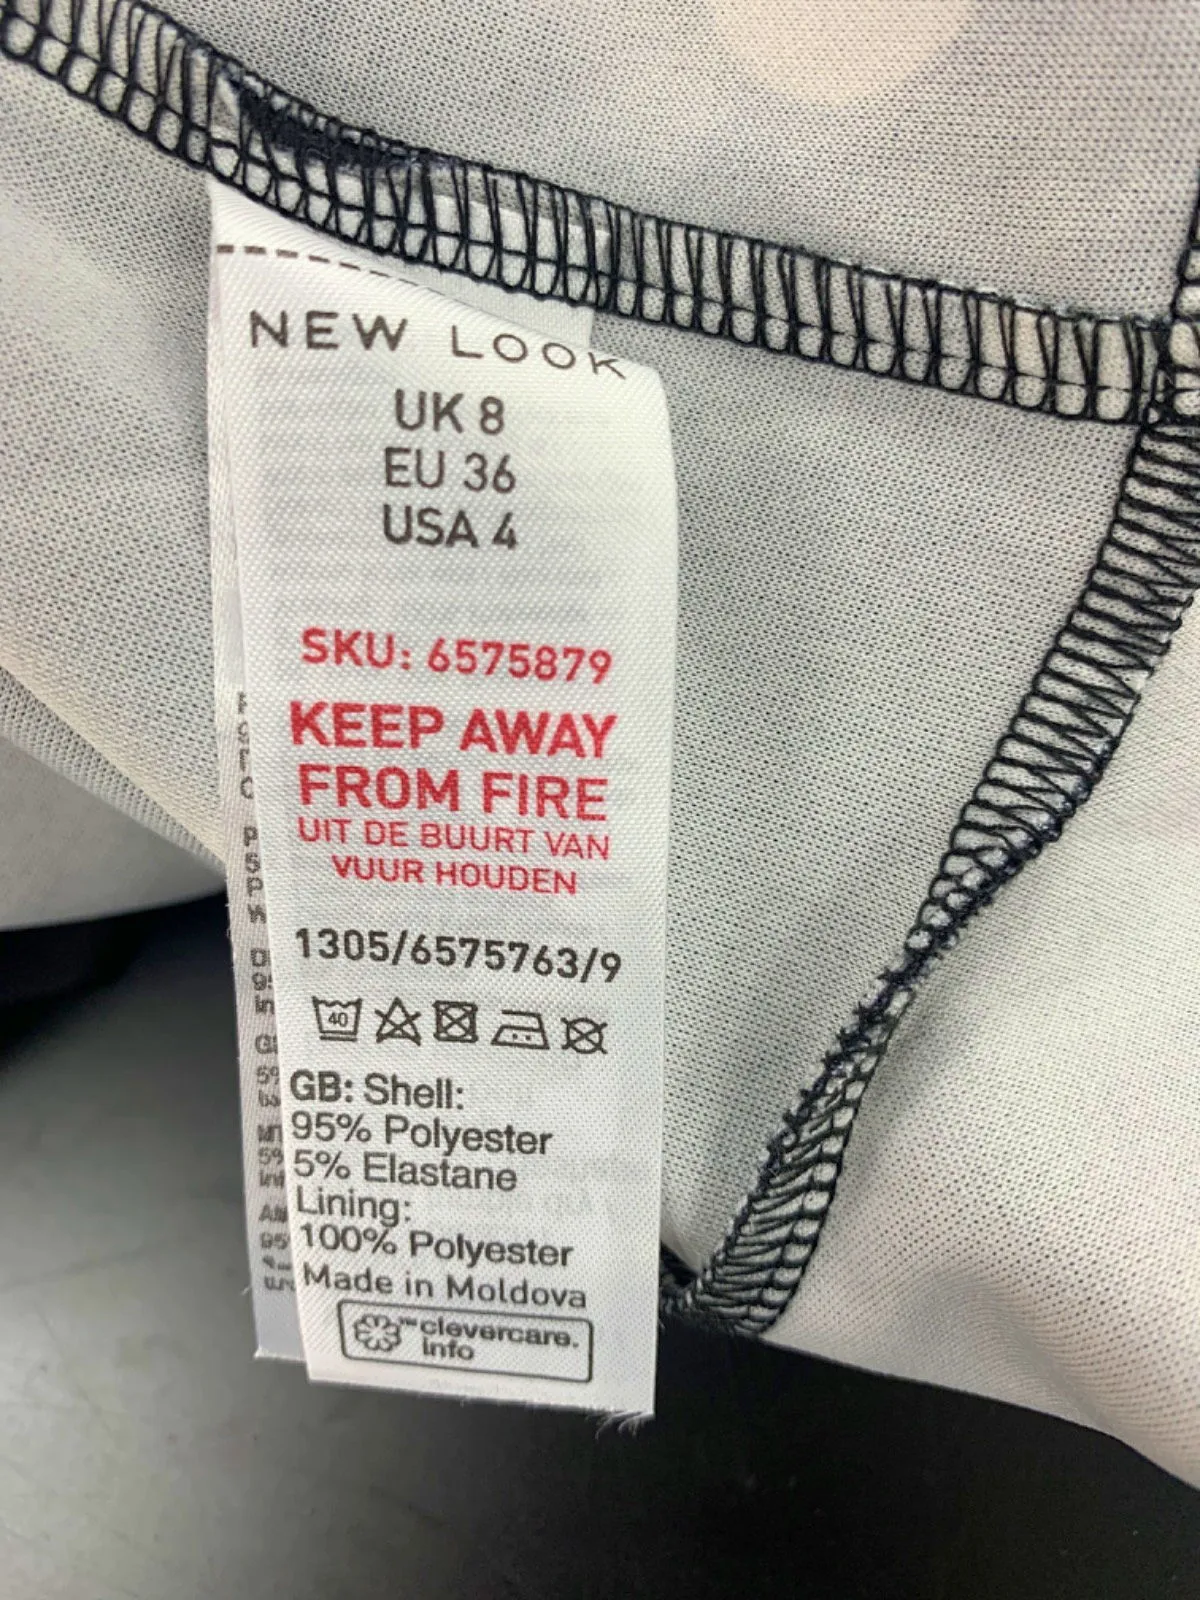 NEW LOOK
UK 8
EU 36
USA 4
SKU: 6575879
KEEP AWAY
FROM FIRE
UIT DE BUURT VAN
VUUR HOUDEN
1305/6575763/9
40
GB: Shell:
95% Polyester
5% Elastane
Lining:
100% Polyester
Made in Moldova
™clevercare.
info